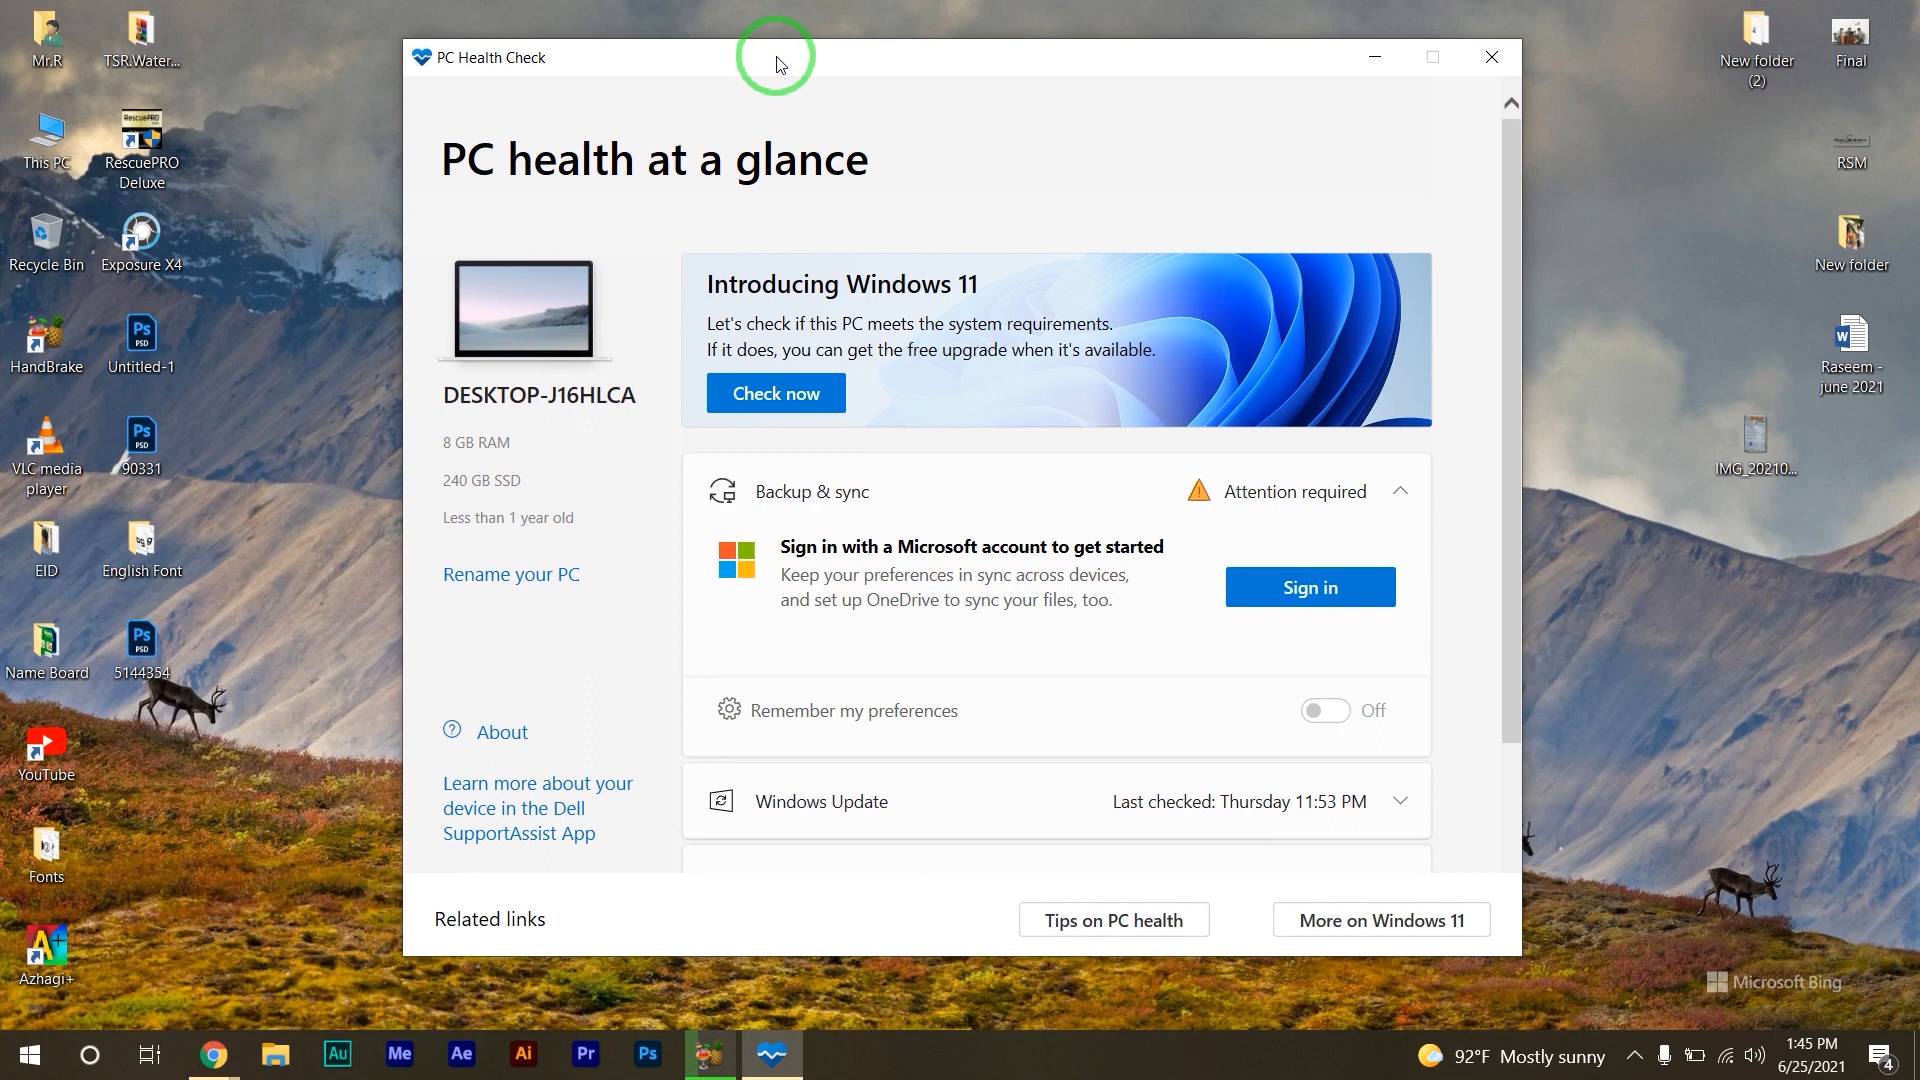 Mr.R
TSR.Water...
This PC
RescuePRO
RescuePRO
Deluxe
Recycle Bin
Exposure X4
HandBrake
Ps
PSD
Untitled-1
VLC media
player
Ps
PSD
90331
EID
English Font
Name Board
Ps
PSD
5144354
YouTube
Fonts
Azhagi+
PC Health Check
PC health at a glance
DESKTOP-J16HLCA
8 GB RAM
240 GB SSD
Less than 1 year old
Rename your PC
About
Learn more about your
device in the Dell
SupportAssist App
Introducing Windows 11
Let's check if this PC meets the system requirements.
If it does, you can get the free upgrade when it's available.
Check now
Backup & sync
Attention required
Sign in with a Microsoft account to get started
Keep your preferences in sync across devices,
and set up OneDrive to sync your files, too.
Sign in
Remember my preferences
Off
Windows Update
Last checked: Thursday 11:53 PM
Related links
Tips on PC health
More on Windows 11
New folder
(2)
Final
RSM
New folder
Raseem -
june 2021
IMG_20210...
Microsoft Bing
Au
Me
Ae
Ai
Pr
Ps
92°F Mostly sunny
1:45 PM
6/25/2021
4